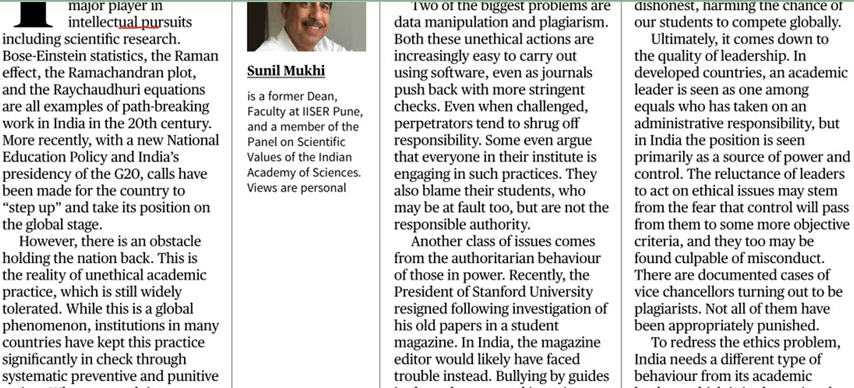 major player in
intellectual pursuits
including scientific research.
Bose-Einstein statistics, the Raman
effect, the Ramachandran plot,
and the Raychaudhuri equations
are all examples of path-breaking
work in India in the 20th century.
More recently, with a new National
Education Policy and India’s
presidency of the G20, calls have
been made for the country to
“step up” and take its position on
the global stage.
However, there is an obstacle
holding the nation back. This is
the reality of unethical academic
practice, which is still widely
tolerated. While this is a global
phenomenon, institutions in many
countries have kept this practice
significantly in check through
systematic preventive and punitive
Sunil Mukhi
is a former Dean,
Faculty at IISER Pune,
and a member of the
Panel on Scientific
Values of the Indian
Academy of Sciences.
Views are personal
Two of the biggest problems are
data manipulation and plagiarism.
Both these unethical actions are
increasingly easy to carry out
using software, even as journals
push back with more stringent
checks. Even when challenged,
perpetrators tend to shrug off
responsibility. Some even argue
that everyone in their institute is
engaging in such practices. They
also blame their students, who
may be at fault too, but are not the
responsible authority.
Another class of issues comes
from the authoritarian behaviour
of those in power. Recently, the
President of Stanford University
resigned following investigation of
his old papers in a student
magazine. In India, the magazine
editor would likely have faced
trouble instead. Bullying by guides
dishonest, harming the chance of
our students to compete globally.
Ultimately, it comes down to
the quality of leadership. In
developed countries, an academic
leader is seen as one among
equals who has taken on an
administrative responsibility, but
in India the position is seen
primarily as a source of power and
control. The reluctance of leaders
to act on ethical issues may stem
from the fear that control will pass
from them to some more objective
criteria, and they too may be
found culpable of misconduct.
There are documented cases of
vice chancellors turning out to be
plagiarists. Not all of them have
been appropriately punished.
To redress the ethics problem,
India needs a different type of
behaviour from its academic